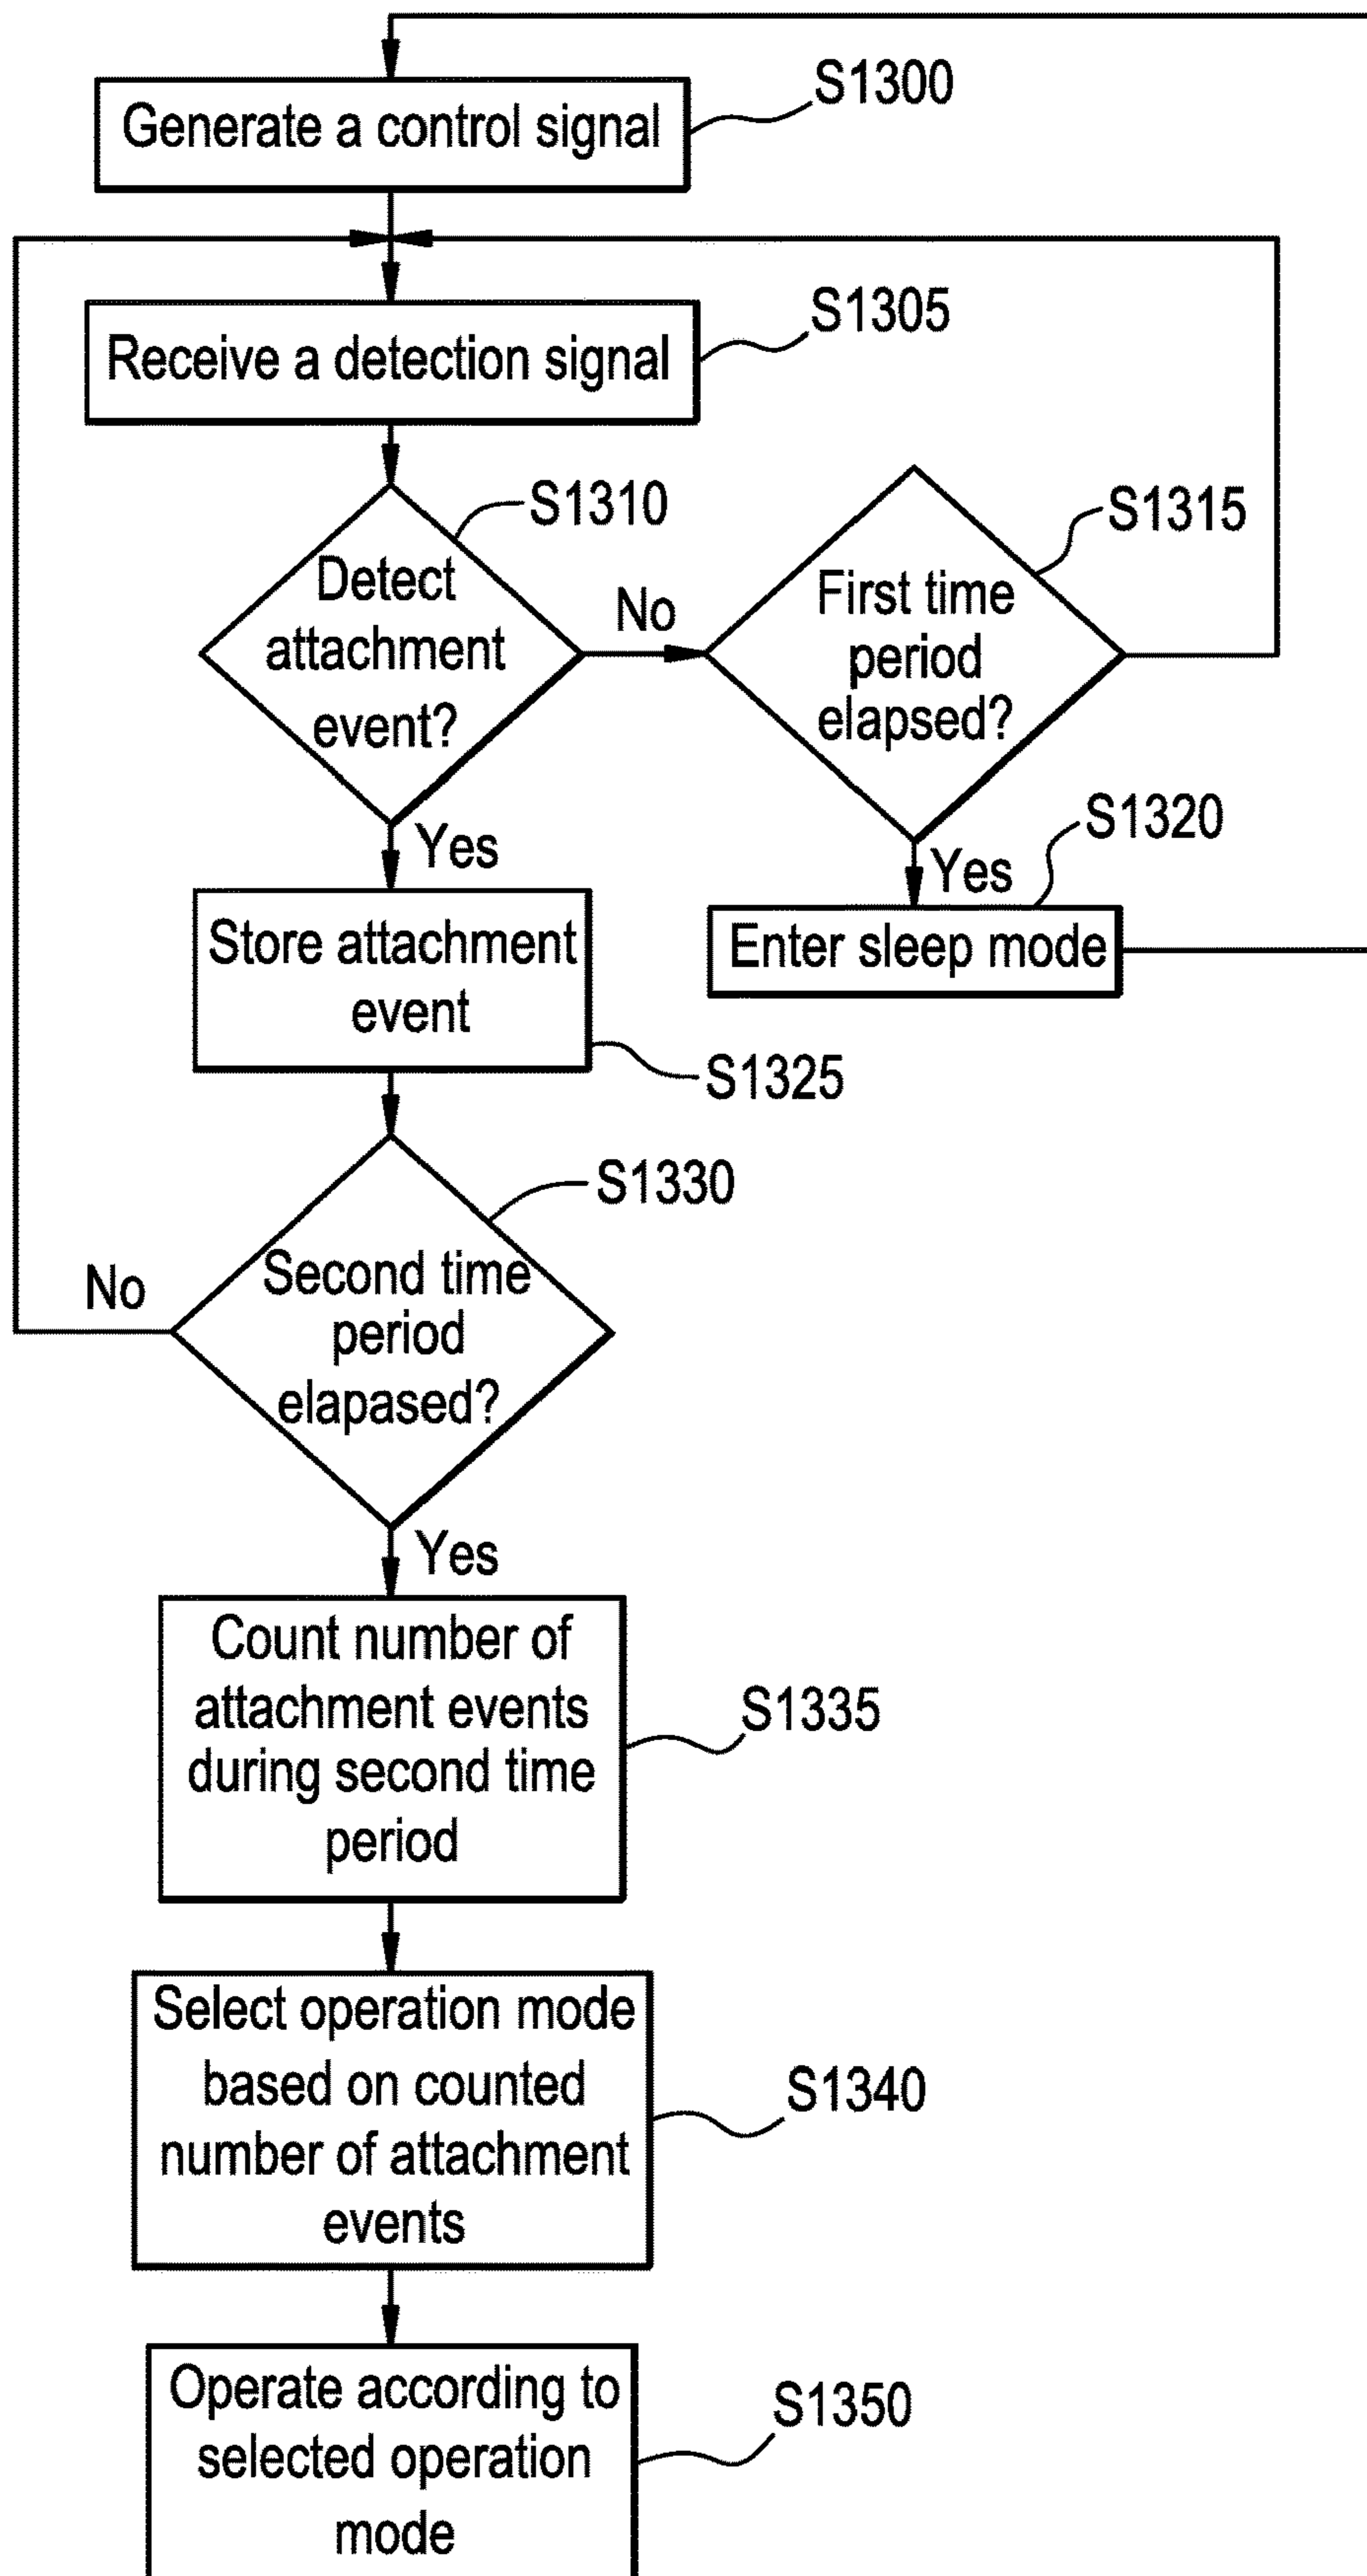 S1300
Generate a control signal
S1305
Receive a detection signal
S1310
Detect
attachment
event?
No
S1315
First time
period
elapsed?
Yes
S1320
Enter sleep mode
Yes
Store attachment
event
S1325
S1330
Second time
period
elapased?
No
Yes
Count number of
attachment events
during second time
period
S1335
Select operation mode
based on counted
number of attachment
events
S1340
Operate according to
selected operation
mode
S1350